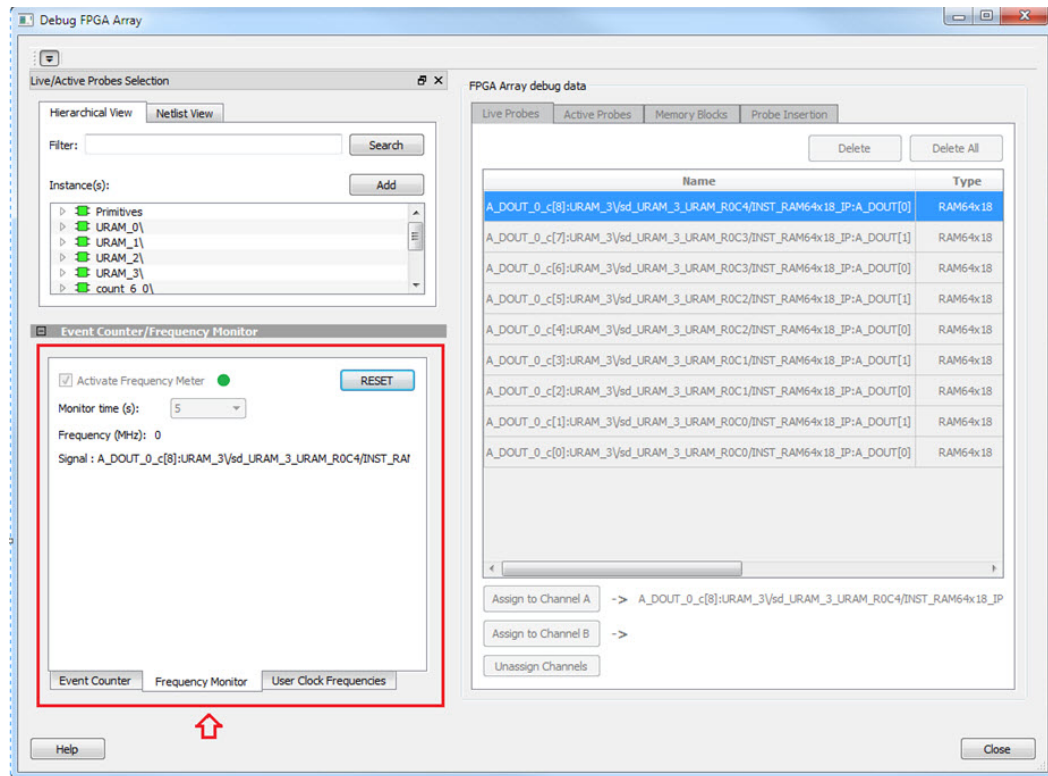 Debug FPGA Array
Live/Active Probes Selection
Hierarchical View
Netlist View
Filter:
Search
Instance(s):
Add
Primitives
URAM_0\
URAM_1\
URAM_2\
URAM_3\
count_6_0\
Event Counter/Frequency Monitor
Activate Frequency Meter
RESET
Monitor time (s): 5
Frequency (MHz): 0
Signal : A_DOUT_0_c[8]:URAM_3\/sd_URAM_3_URAM_R0C4/INST_RAM
Event Counter
Frequency Monitor
User Clock Frequencies
FPGA Array debug data
Live Probes
Active Probes
Memory Blocks
Probe Insertion
Delete
Delete All
Name Type
A_DOUT_0_c[8]:URAM_3\/sd_URAM_3_URAM_R0C4/INST_RAM64x18_IP:A_DOUT[0] RAM64x18
A_DOUT_0_c[7]:URAM_3\/sd_URAM_3_URAM_R0C3/INST_RAM64x18_IP:A_DOUT[1] RAM64x18
A_DOUT_0_c[6]:URAM_3\/sd_URAM_3_URAM_R0C3/INST_RAM64x18_IP:A_DOUT[0] RAM64x18
A_DOUT_0_c[5]:URAM_3\/sd_URAM_3_URAM_R0C2/INST_RAM64x18_IP:A_DOUT[1] RAM64x18
A_DOUT_0_c[4]:URAM_3\/sd_URAM_3_URAM_R0C2/INST_RAM64x18_IP:A_DOUT[0] RAM64x18
A_DOUT_0_c[3]:URAM_3\/sd_URAM_3_URAM_R0C1/INST_RAM64x18_IP:A_DOUT[1] RAM64x18
A_DOUT_0_c[2]:URAM_3\/sd_URAM_3_URAM_R0C1/INST_RAM64x18_IP:A_DOUT[0] RAM64x18
A_DOUT_0_c[1]:URAM_3\/sd_URAM_3_URAM_R0C0/INST_RAM64x18_IP:A_DOUT[1] RAM64x18
A_DOUT_0_c[0]:URAM_3\/sd_URAM_3_URAM_R0C0/INST_RAM64x18_IP:A_DOUT[0] RAM64x18
Assign to Channel A -> A_DOUT_0_c[8]:URAM_3\/sd_URAM_3_URAM_R0C4/INST_RAM64x18_IP
Assign to Channel B ->
Unassign Channels
Help
Close